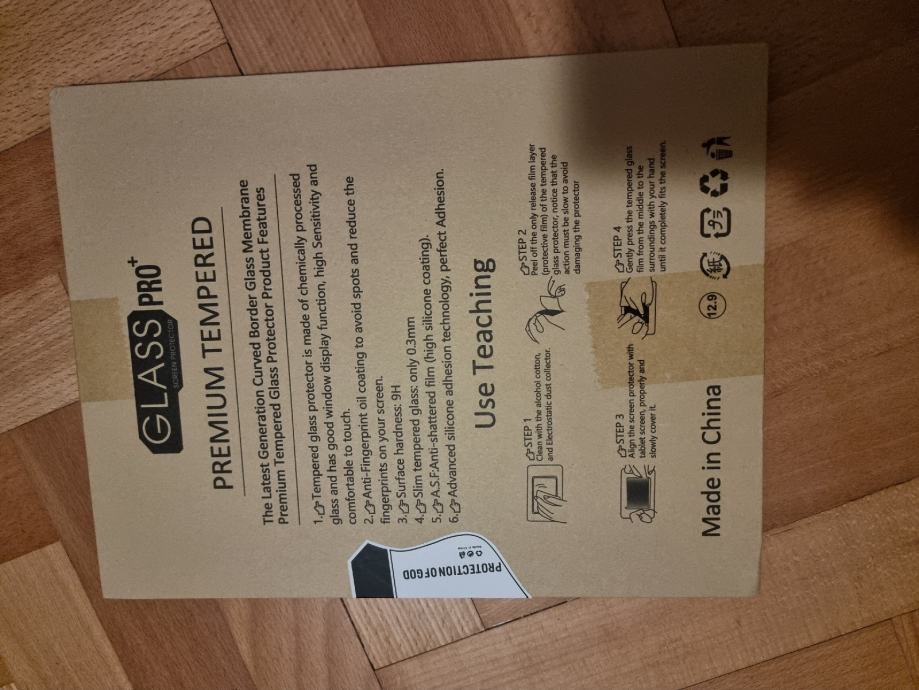 GLASS PRO+
SCREEN PROTECTOR
PREMIUM TEMPERED
The Latest Generation Curved Border Glass Membrane
Premium Tempered Glass Protector Product Features
1.Tempered glass protector is made of chemically processed
glass and has good window display function, high Sensitivity and
comfortable to touch.
2.Anti-Fingerprint oil coating to avoid spots and reduce the
fingerprints on your screen.
3.Surface hardness: 9H
4.Slim tempered glass: only 0.3mm
5.A.S.F.Anti-shattered film (high silicone coating).
6.Advanced silicone adhesion technology, perfect Adhesion.
Use Teaching
STEP 1
Clean with the alcohol cotton,
and Electrostatic dust collector.
STEP 2
Peel off the only release film layer
(protective film) of the tempered
glass protector, notice that the
action must be slow to avoid
damaging the protector
STEP 3
Align the screen protector with
tablet screen, properly and
slowly cover it.
STEP 4
Gently press the tempered glass
film from the middle to the
surroundings with your hand
until it completely fits the screen.
Made in China
12.9
紙
プラ
PROTECTION OF GOD